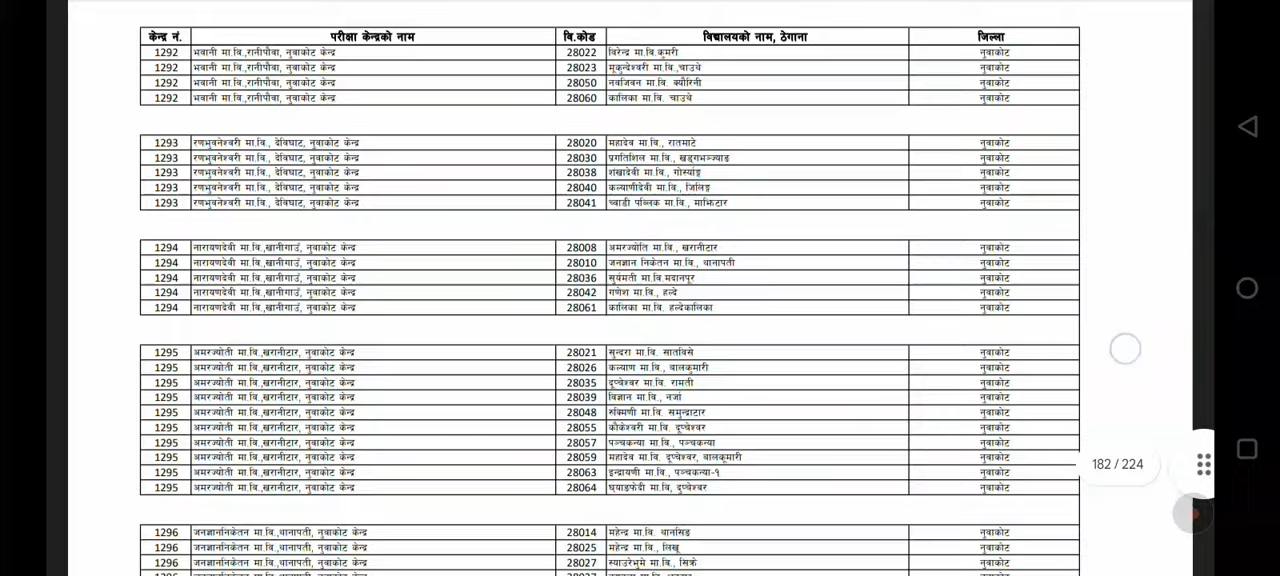 केन्द्र नं. परीक्षा केन्द्रको नाम वि.कोड विद्यालयको नाम, ठेगाना जिल्ला
1292 भवानी मा.वि.,रानीपौवा, नुवाकोट केन्द्र 28022 विरेन्द्र मा.वि.कुमरी नुवाकोट
1292 भवानी मा.वि.,रानीपौवा, नुवाकोट केन्द्र 28023 मूकुन्देश्वरी मा.वि.,चाउथे नुवाकोट
1292 भवानी मा.वि.,रानीपौवा, नुवाकोट केन्द्र 28050 नवजिवन मा.वि. क्यौरिनी नुवाकोट
1292 भवानी मा.वि.,रानीपौवा, नुवाकोट केन्द्र 28060 कालिका मा.वि. चाउथे नुवाकोट
1293 रणभुवनेश्वरी मा.वि., देविघाट, नुवाकोट केन्द्र 28020 महादेव मा.वि., रातमाटे नुवाकोट
1293 रणभुवनेश्वरी मा.वि., देविघाट, नुवाकोट केन्द्र 28030 प्रगतिशिल मा.वि., खड्गभञ्ज्याङ नुवाकोट
1293 रणभुवनेश्वरी मा.वि., देविघाट, नुवाकोट केन्द्र 28038 शंखादेवी मा.वि., गोर्स्याङ्ग नुवाकोट
1293 रणभुवनेश्वरी मा.वि., देविघाट, नुवाकोट केन्द्र 28040 कल्याणीदेवी मा.वि., जिलिङ्ग नुवाकोट
1293 रणभुवनेश्वरी मा.वि., देविघाट, नुवाकोट केन्द्र 28041 च्वाडी पब्लिक मा.वि., माझिटार नुवाकोट
1294 नारायणदेवी मा.वि.,खानीगाउँ, नुवाकोट केन्द्र 28008 अमरज्योति मा.वि., खरानीटार नुवाकोट
1294 नारायणदेवी मा.वि.,खानीगाउँ, नुवाकोट केन्द्र 28010 जनज्ञान निकेतन मा.वि., थानापती नुवाकोट
1294 नारायणदेवी मा.वि.,खानीगाउँ, नुवाकोट केन्द्र 28036 सुर्यमती मा.वि.मदानपूर नुवाकोट
1294 नारायणदेवी मा.वि.,खानीगाउँ, नुवाकोट केन्द्र 28042 गणेश मा.वि., हल्दे नुवाकोट
1294 नारायणदेवी मा.वि.,खानीगाउँ, नुवाकोट केन्द्र 28061 कालिका मा.वि. हल्देकालिका नुवाकोट
1295 अमरज्योती मा.वि.,खरानीटार, नुवाकोट केन्द्र 28021 सुन्दरा मा.वि. सातविसे नुवाकोट
1295 अमरज्योती मा.वि.,खरानीटार, नुवाकोट केन्द्र 28026 कल्याण मा.वि., बालकुमारी नुवाकोट
1295 अमरज्योती मा.वि.,खरानीटार, नुवाकोट केन्द्र 28035 दूप्चेश्वर मा.वि. रामती नुवाकोट
1295 अमरज्योती मा.वि.,खरानीटार, नुवाकोट केन्द्र 28039 विज्ञान मा.वि., नर्जा नुवाकोट
1295 अमरज्योती मा.वि.,खरानीटार, नुवाकोट केन्द्र 28048 रुक्मिणी मा.वि. समुन्द्राटार नुवाकोट
1295 अमरज्योती मा.वि.,खरानीटार, नुवाकोट केन्द्र 28055 कौकेश्वरी मा.वि. दूप्चेश्वर नुवाकोट
1295 अमरज्योती मा.वि.,खरानीटार, नुवाकोट केन्द्र 28057 पञ्चकन्या मा.वि., पञ्चकन्या नुवाकोट
1295 अमरज्योती मा.वि.,खरानीटार, नुवाकोट केन्द्र 28059 महादेव मा.वि. दूप्चेश्वर, बालकूमारी नुवाकोट
1295 अमरज्योती मा.वि.,खरानीटार, नुवाकोट केन्द्र 28063 इन्द्रायणी मा.वि., पञ्चकन्या-१ नुवाकोट
1295 अमरज्योती मा.वि.,खरानीटार, नुवाकोट केन्द्र 28064 घ्याङफेदी मा.वि, दुप्चेश्वर नुवाकोट
182 / 224
1296 जनज्ञाननिकेतन मा.वि.,थानापती, नुवाकोट केन्द्र 28014 महेन्द्र मा.वि. थानसिङ नुवाकोट
1296 जनज्ञाननिकेतन मा.वि.,थानापती, नुवाकोट केन्द्र 28025 महेन्द्र मा.वि., लिखू नुवाकोट
1296 जनज्ञाननिकेतन मा.वि.,थानापती, नुवाकोट केन्द्र 28027 स्याउरेभुमे मा.वि., सिक्रे नुवाकोट